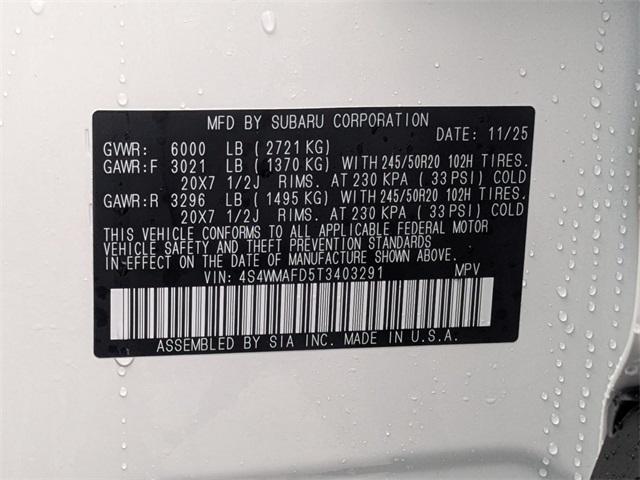 MFD BY SUBARU CORPORATION
DATE: 11/25
GVWR: 6000 LB (2721 KG)
GAWR:F 3021 LB (1370 KG) WITH 245/50R20 102H TIRES.
20X7 1/2J RIMS. AT 230 KPA (33 PSI) COLD
GAWR:R 3296 LB (1495 KG) WITH 245/50R20 102H TIRES.
20X7 1/2J RIMS. AT 230 KPA (33 PSI) COLD
THIS VEHICLE CONFORMS TO ALL APPLICABLE FEDERAL MOTOR
VEHICLE SAFETY AND THEFT PREVENTION STANDARDS
IN-EFFECT ON THE DATE OF MANUFACTURE SHOWN ABOVE.
VIN: 4S4WMAFD5T3403291 MPV
ASSEMBLED BY SIA INC. MADE IN U.S.A.